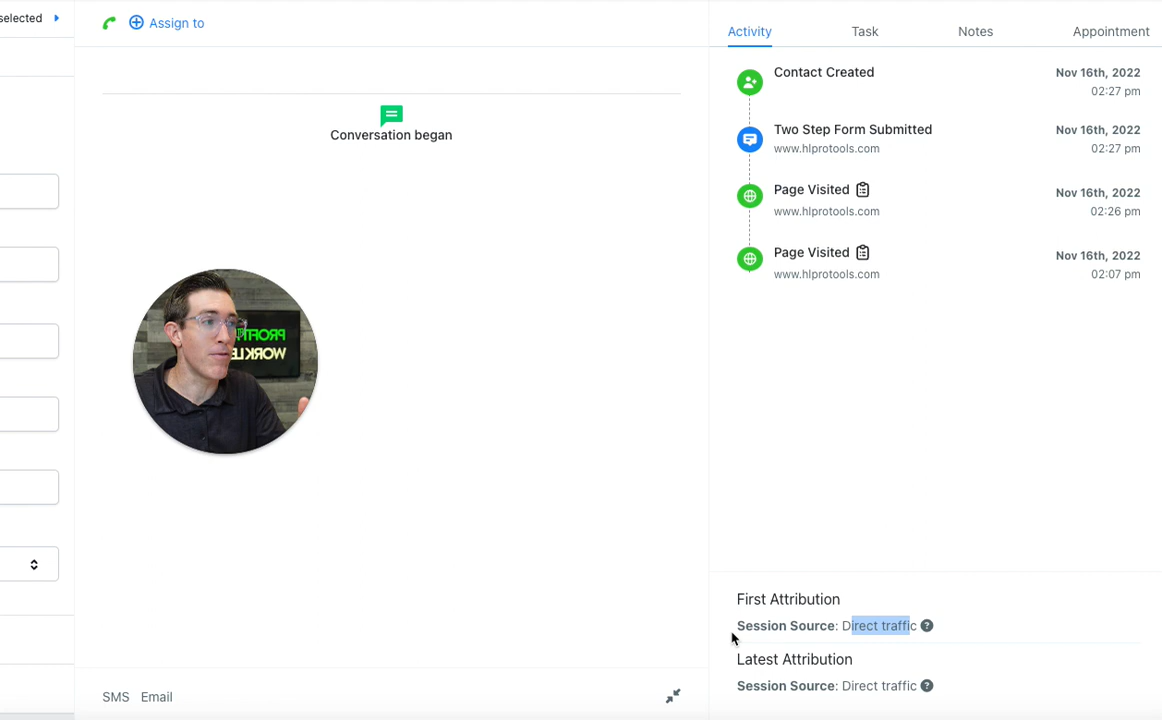 selected
Assign to
Conversation began
PROFIT
WORK LE
SMS Email
Activity Task Notes Appointment
Contact Created Nov 16th, 2022
02:27 pm
Two Step Form Submitted Nov 16th, 2022
www.hlprotools.com 02:27 pm
Page Visited Nov 16th, 2022
www.hlprotools.com 02:26 pm
Page Visited Nov 16th, 2022
www.hlprotools.com 02:07 pm
First Attribution
Session Source: Direct traffic ?
Latest Attribution
Session Source: Direct traffic ?